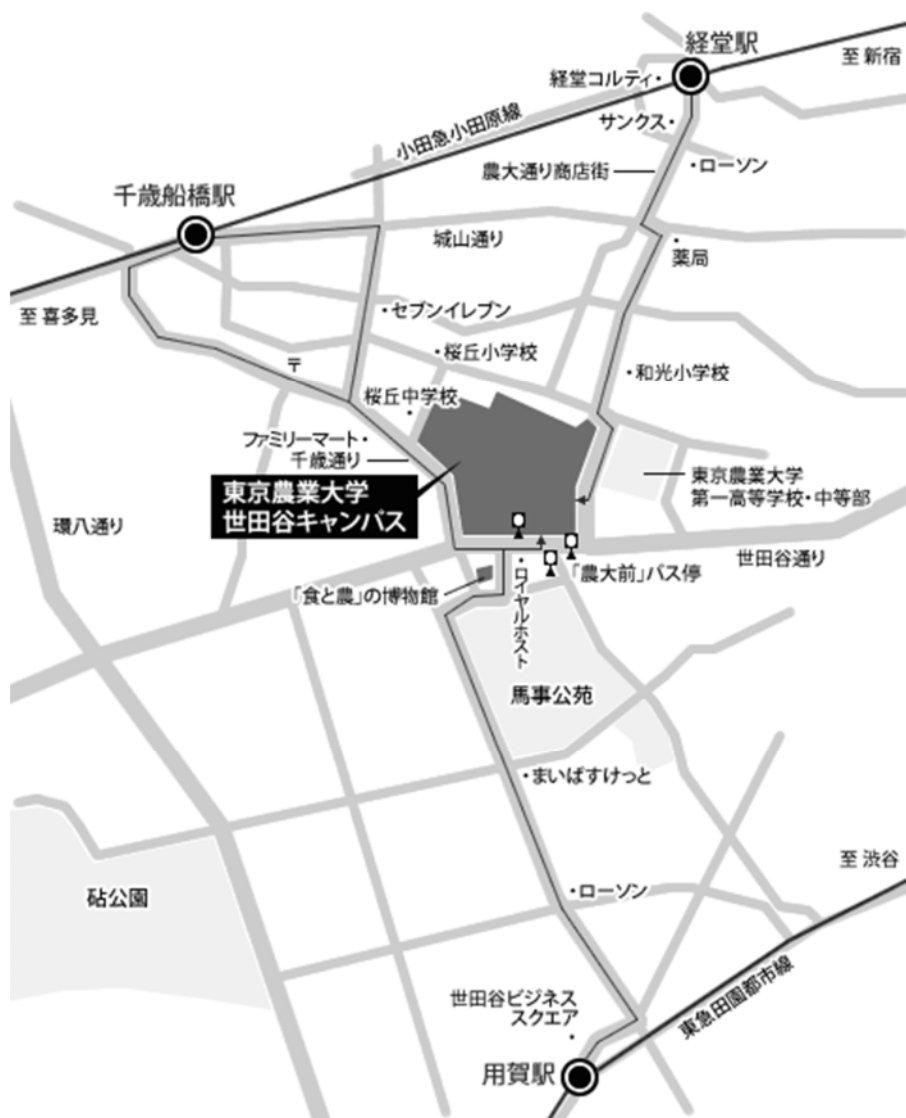 経堂駅
至 新宿
経堂コルティ・
サンクス・
小田急小田原線
農大通り商店街
・ローソン
千歳船橋駅
城山通り
・薬局
至 喜多見
・セブンイレブン
・桜丘小学校
〒
・和光小学校
桜丘中学校
ファミリーマート・
千歳通り
東京農業大学
第一高等学校・中等部
東京農業大学
世田谷キャンパス
環八通り
世田谷通り
「農大前」バス停
「食と農」の博物館
・ロイヤルホスト
馬事公苑
・まいばすけっと
至 渋谷
砧公園
・ローソン
東急田園都市線
世田谷ビジネス
スクエア
用賀駅